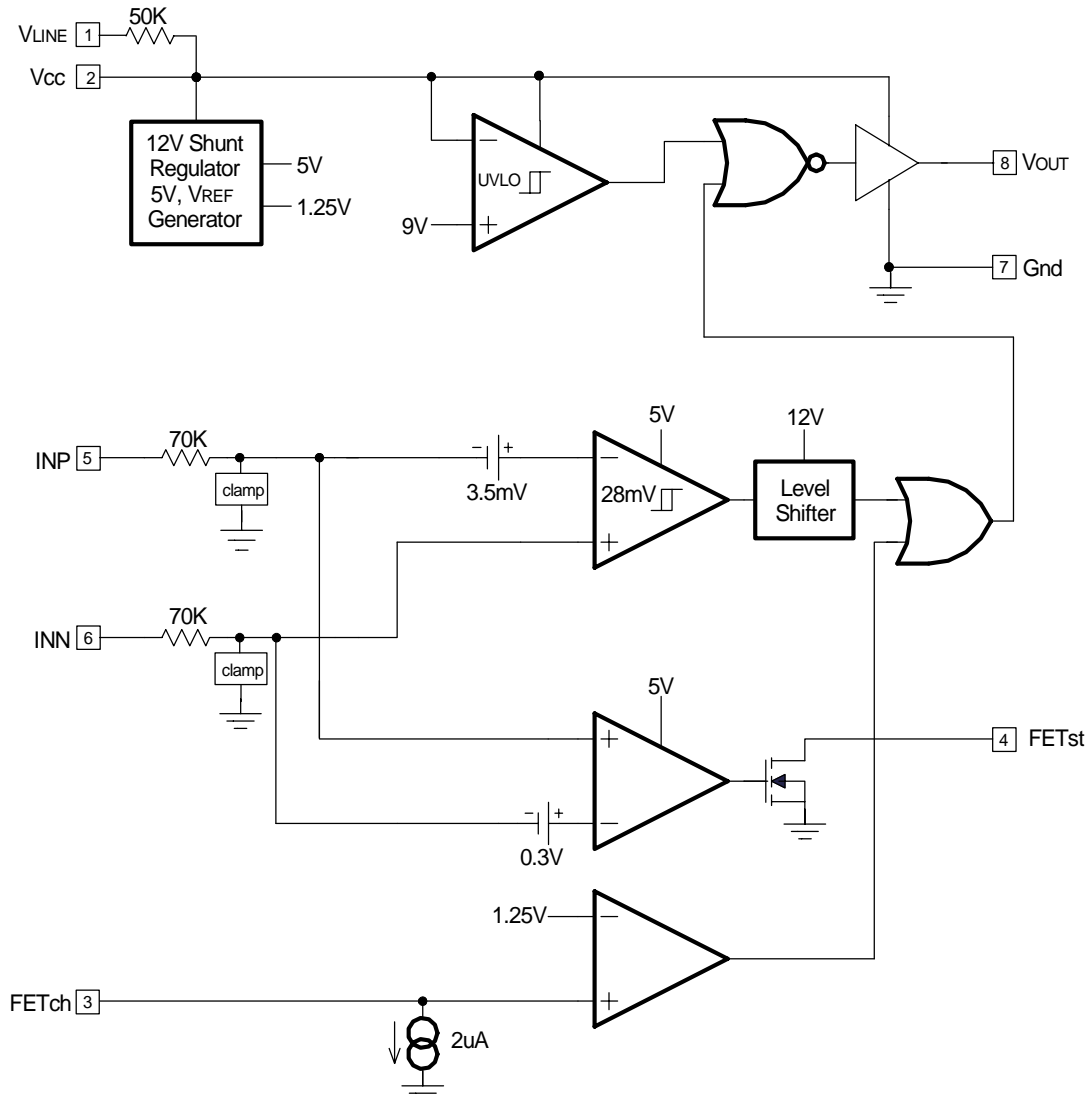 50K
VLINE 1
Vcc 2
12V Shunt
Regulator
5V, VREF
Generator
5V
1.25V
UVLO
9V
−
+
8 VOUT
7 Gnd
INP 5
70K
clamp
- +
3.5mV
5V
28mV
−
+
12V
Level
Shifter
INN 6
70K
clamp
5V
+
−
- +
0.3V
4 FETst
1.25V
−
+
FETch 3
2uA